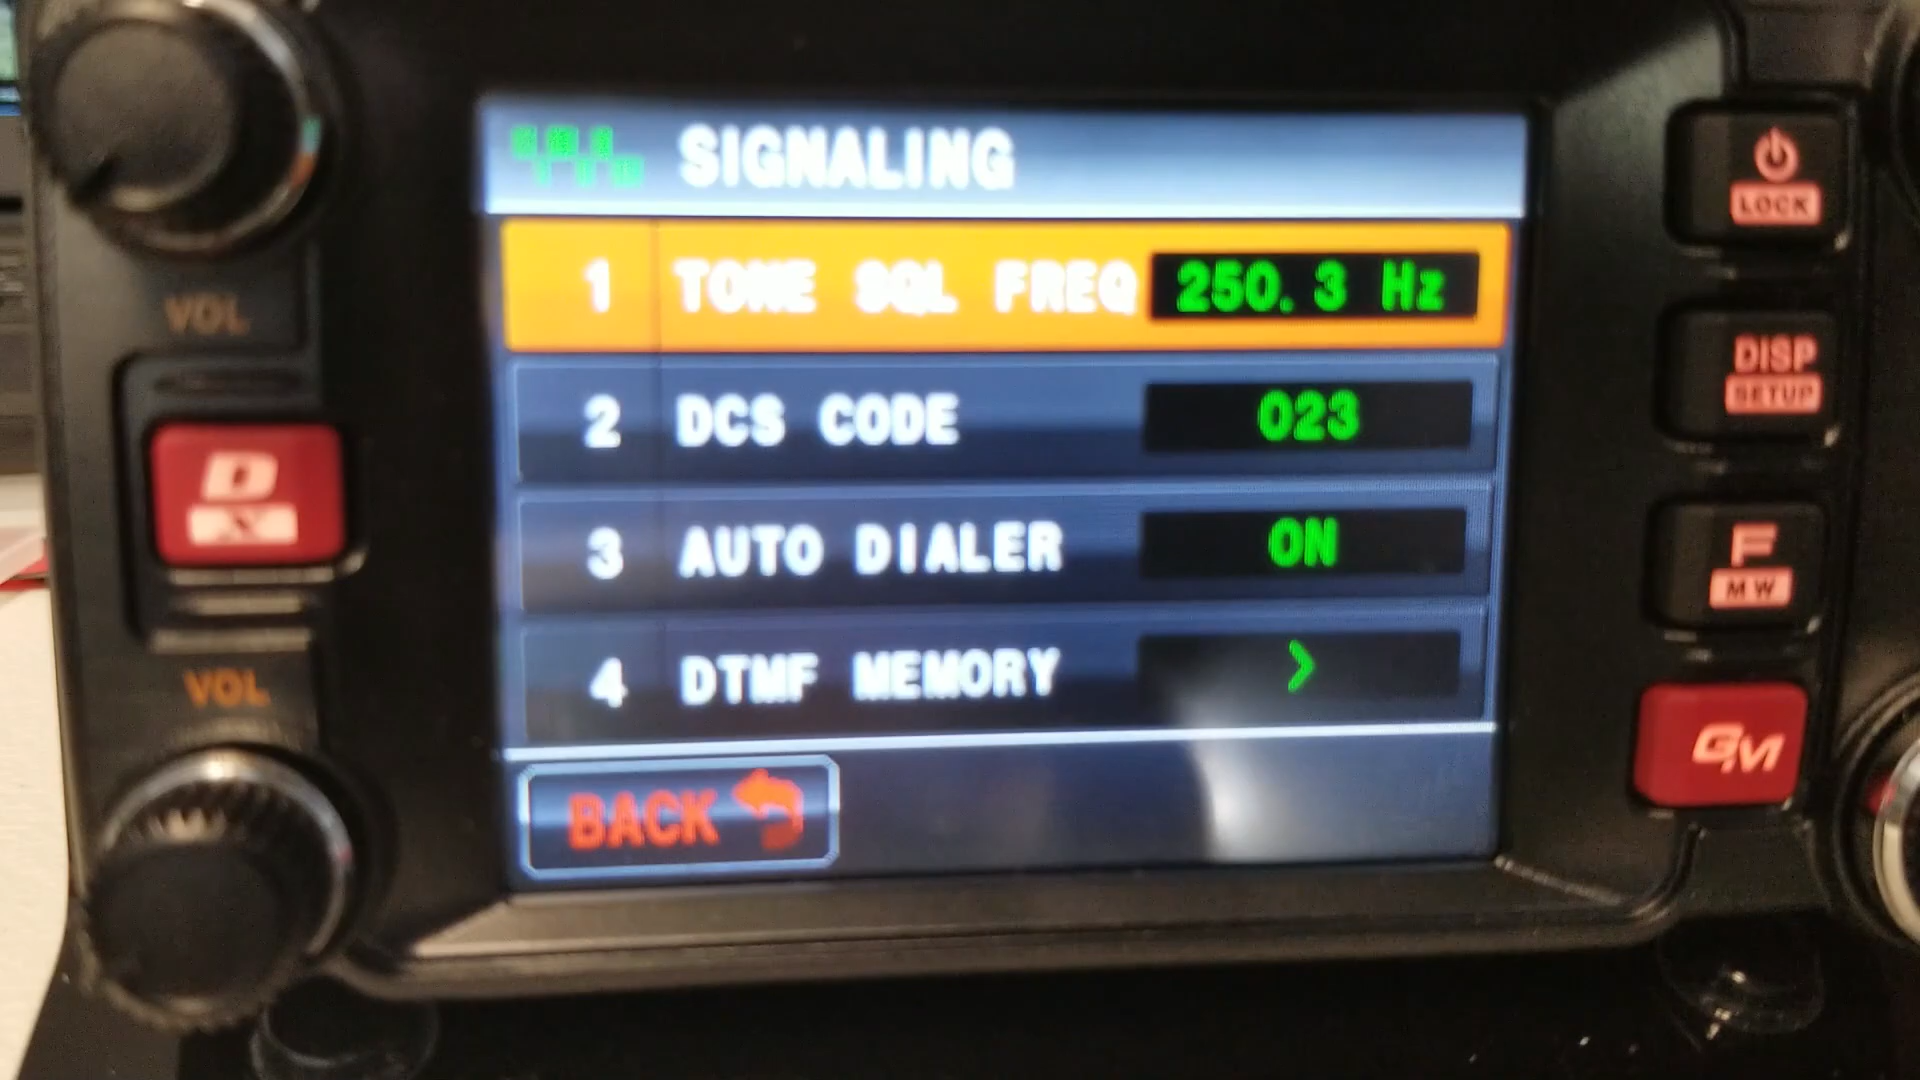 SIGNALING
1 TONE SQL FREQ 250.3 Hz
2 DCS CODE 023
3 AUTO DIALER ON
4 DTMF MEMORY >
BACK
VOL
D
X
VOL
LOCK
DISP
SETUP
F
MW
GM